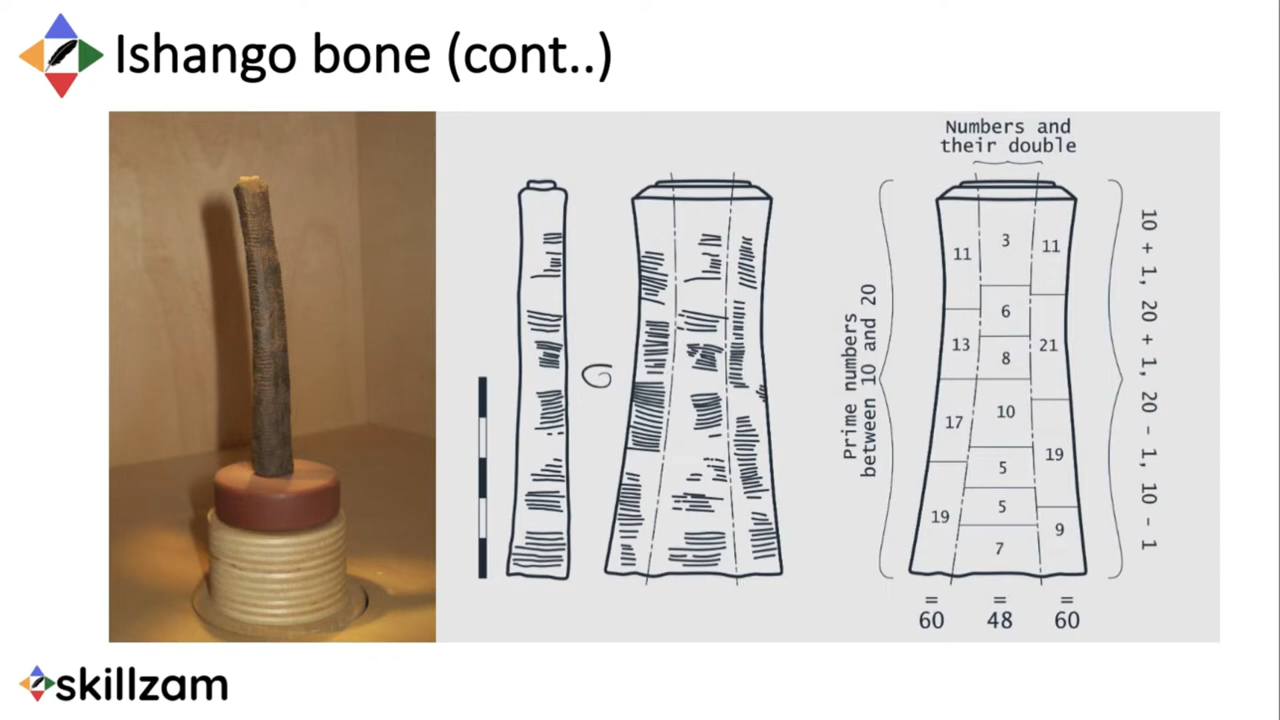 Ishango bone (cont..)
Numbers and
their double
Prime numbers
between 10 and 20
11
13
17
19
3
6
8
10
5
5
7
11
21
19
9
10 + 1, 20 + 1, 20 - 1, 10 - 1
= = =
60 48 60
skillzam